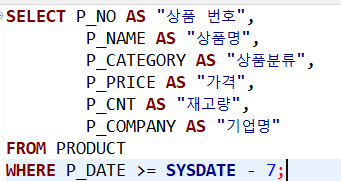 SELECT P_NO AS "상품 번호",
P_NAME AS "상품명",
P_CATEGORY AS "상품분류",
P_PRICE AS "가격",
P_CNT AS "재고량",
P_COMPANY AS "기업명"
FROM PRODUCT
WHERE P_DATE >= SYSDATE - 7;